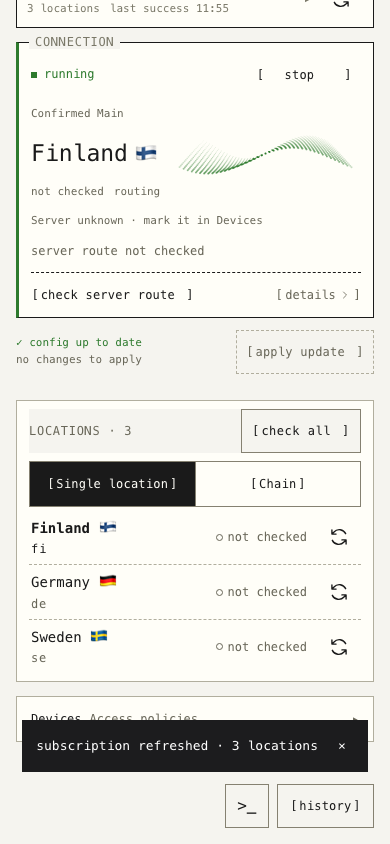 3 locations last success 11:55
CONNECTION
running
[ stop ]
Confirmed Main
Finland
not checked routing
Server unknown · mark it in Devices
server route not checked
[check server route ]
[details > ]
✓ config up to date
no changes to apply
[apply update ]
LOCATIONS · 3
[check all ]
[Single location]
[Chain]
Finland
fi
not checked
Germany
de
not checked
Sweden
se
not checked
Devices Access policies
subscription refreshed · 3 locations ×
>_
[history]